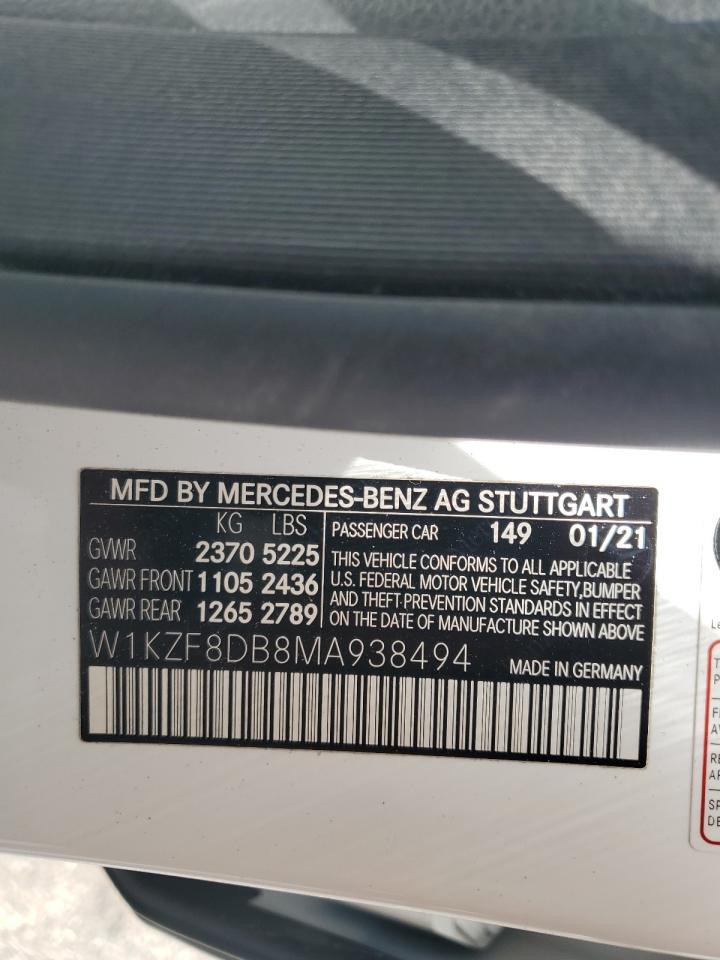 MFD BY MERCEDES-BENZ AG STUTTGART
KG LBS
GVWR 2370 5225
GAWR FRONT 1105 2436
GAWR REAR 1265 2789
PASSENGER CAR 149 01/21
THIS VEHICLE CONFORMS TO ALL APPLICABLE
U.S. FEDERAL MOTOR VEHICLE SAFETY,BUMPER
AND THEFT PREVENTION STANDARDS IN EFFECT
ON THE DATE OF MANUFACTURE SHOWN ABOVE
W1KZF8DB8MA938494
MADE IN GERMANY